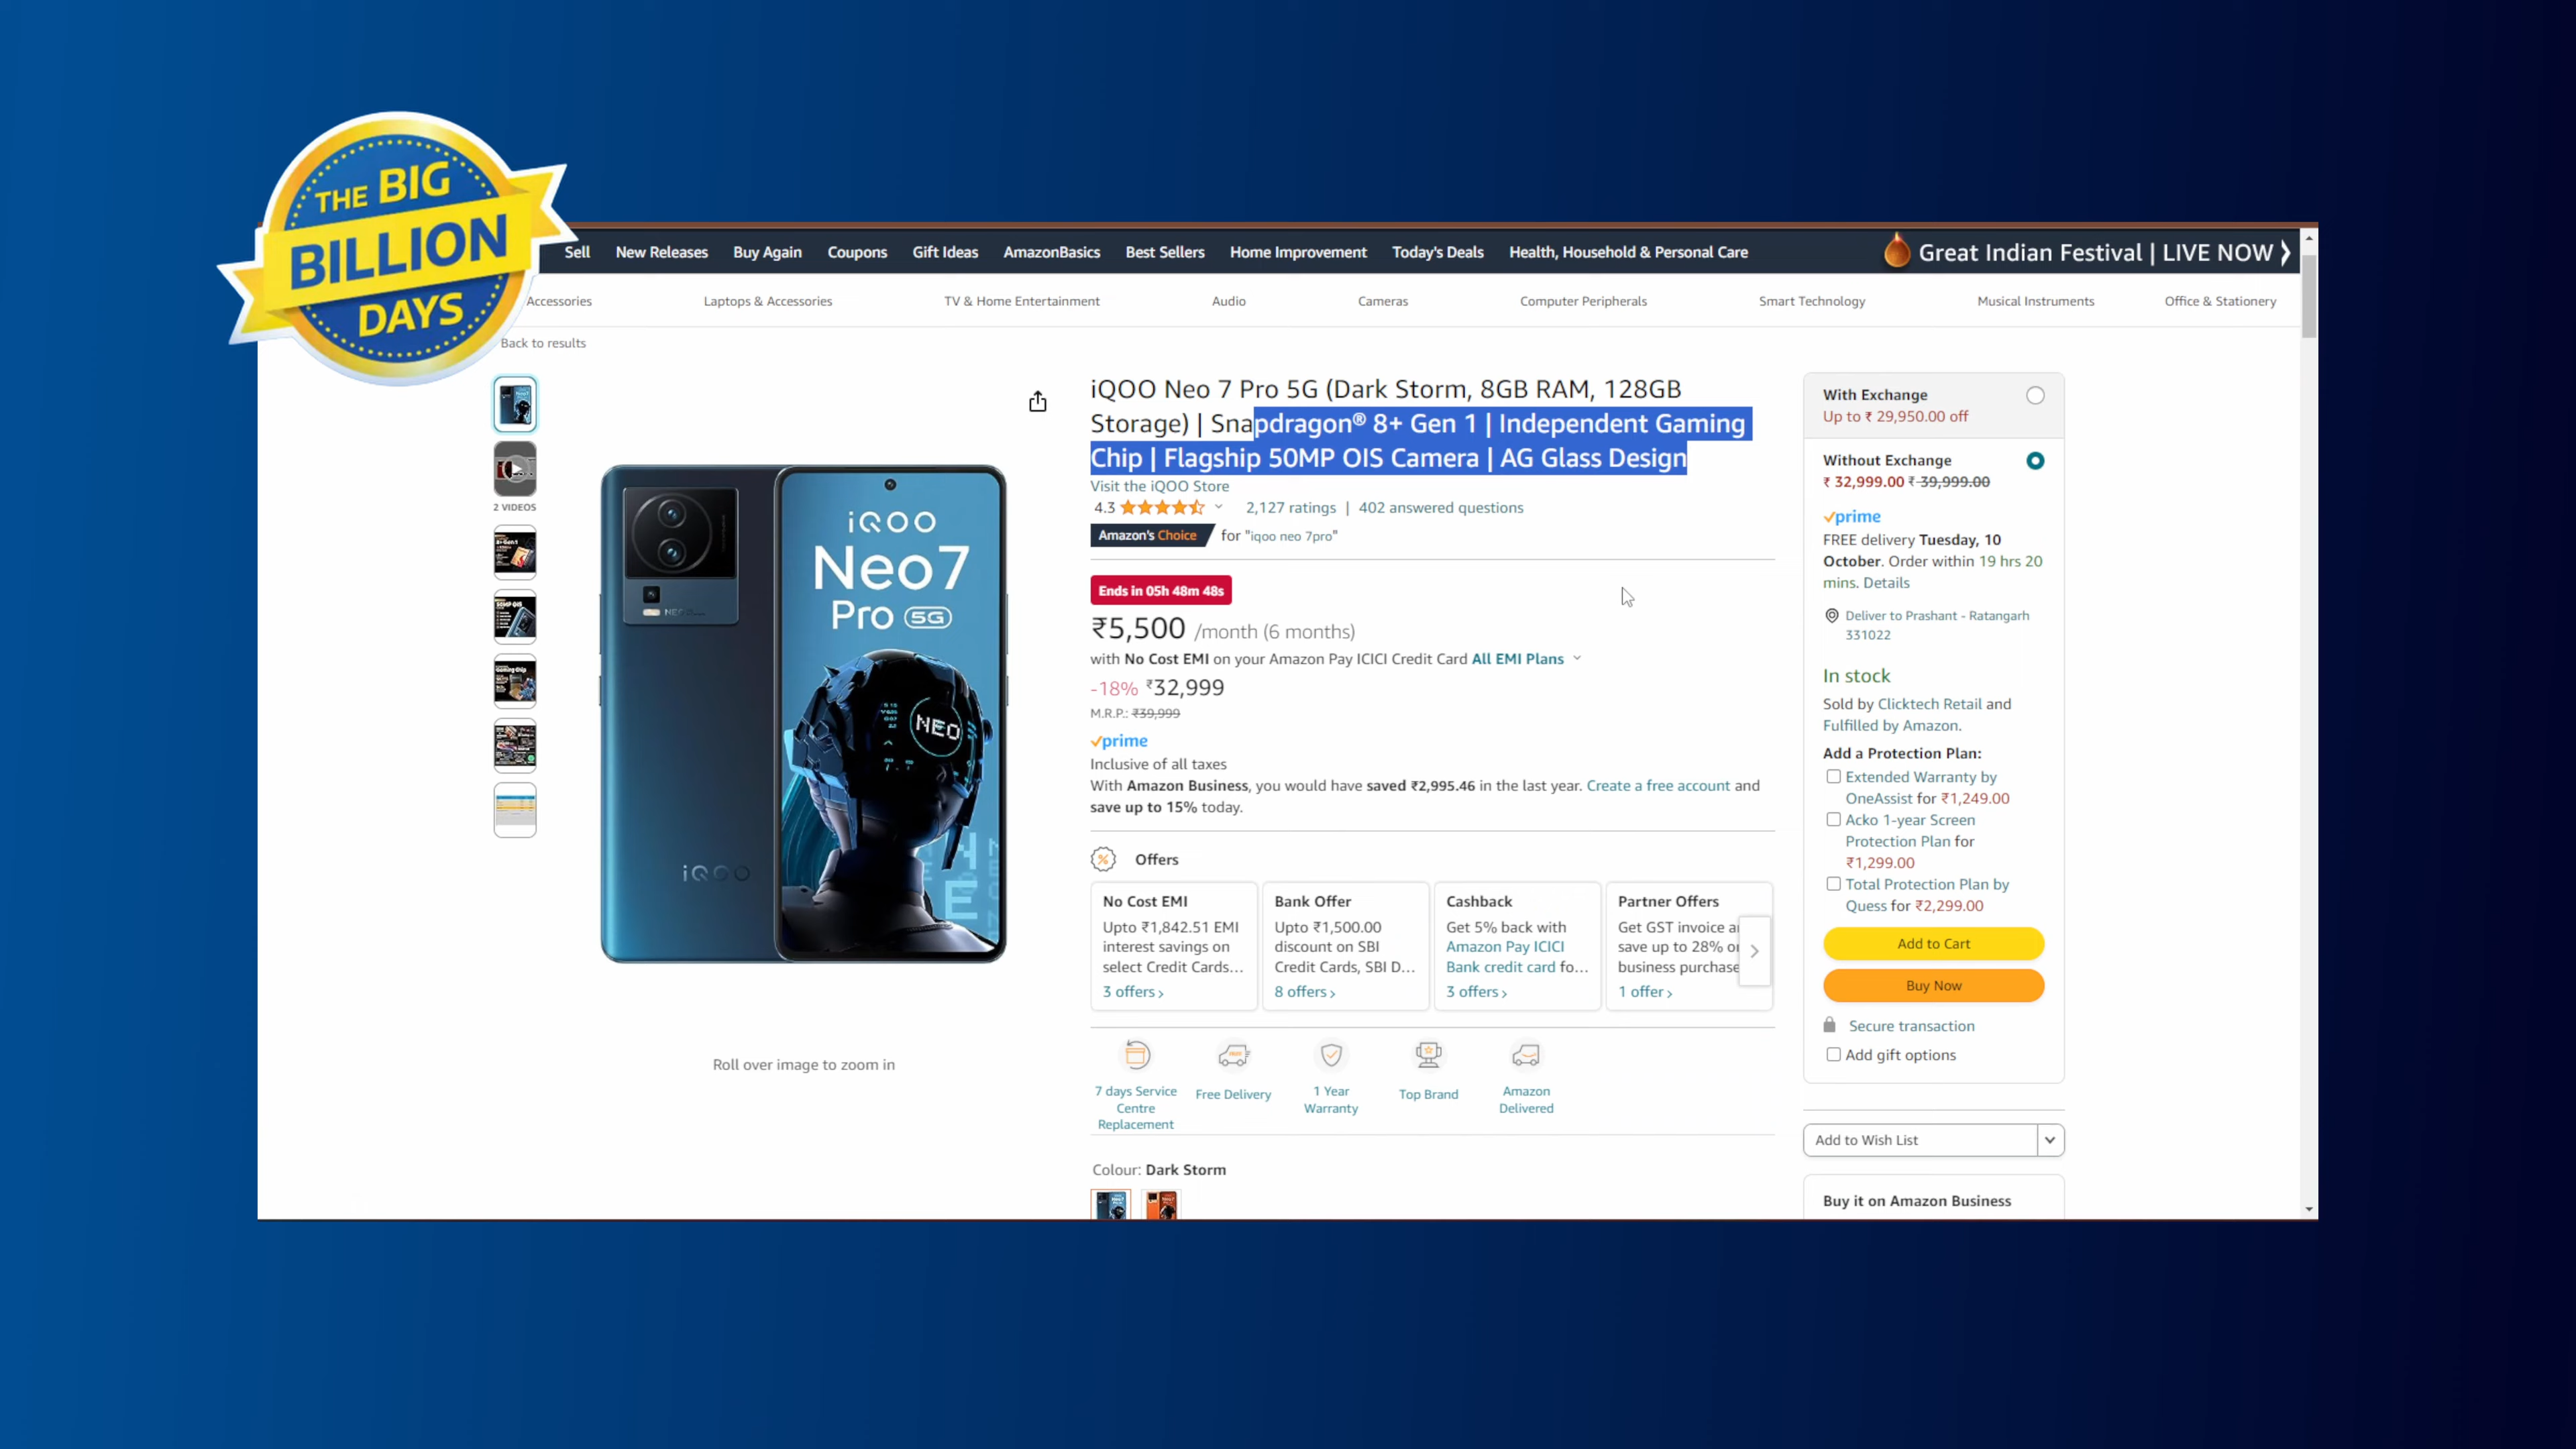 THE BIG
BILLION
DAYS
Sell New Releases Buy Again Coupons Gift Ideas AmazonBasics Best Sellers Home Improvement Today's Deals Health, Household & Personal Care
Great Indian Festival | LIVE NOW
Accessories Laptops & Accessories TV & Home Entertainment Audio Cameras Computer Peripherals Smart Technology Musical Instruments Office & Stationery
Back to results
2 VIDEOS
iQOO
Neo7
Pro 5G
NEO
iQOO
Roll over image to zoom in
iQOO Neo 7 Pro 5G (Dark Storm, 8GB RAM, 128GB
Storage) | Snapdragon® 8+ Gen 1 | Independent Gaming
Chip | Flagship 50MP OIS Camera | AG Glass Design
Visit the iQOO Store
4.3 2,127 ratings | 402 answered questions
Amazon's Choice for "iqoo neo 7pro"
Ends in 05h 48m 48s
₹5,500 /month (6 months)
with No Cost EMI on your Amazon Pay ICICI Credit Card All EMI Plans
-18% ₹32,999
M.R.P.: ₹39,999
prime
Inclusive of all taxes
With Amazon Business, you would have saved ₹2,995.46 in the last year. Create a free account and
save up to 15% today.
Offers
No Cost EMI
Upto ₹1,842.51 EMI
interest savings on
select Credit Cards...
3 offers ›
Bank Offer
Upto ₹1,500.00
discount on SBI
Credit Cards, SBI D...
8 offers ›
Cashback
Get 5% back with
Amazon Pay ICICI
Bank credit card fo...
3 offers ›
Partner Offers
Get GST invoice
save up to 28%
business purchase
1 offer ›
7 days Service
Centre
Replacement
Free Delivery
1 Year
Warranty
Top Brand
Amazon
Delivered
Colour: Dark Storm
With Exchange
Up to ₹ 29,950.00 off
Without Exchange
₹ 32,999.00 ₹ 39,999.00
prime
FREE delivery Tuesday, 10
October. Order within 19 hrs 20
mins. Details
Deliver to Prashant - Ratangarh
331022
In stock
Sold by Clicktech Retail and
Fulfilled by Amazon.
Add a Protection Plan:
Extended Warranty by
OneAssist for ₹1,249.00
Acko 1-year Screen
Protection Plan for
₹1,299.00
Total Protection Plan by
Quess for ₹2,299.00
Add to Cart
Buy Now
Secure transaction
Add gift options
Add to Wish List
Buy it on Amazon Business